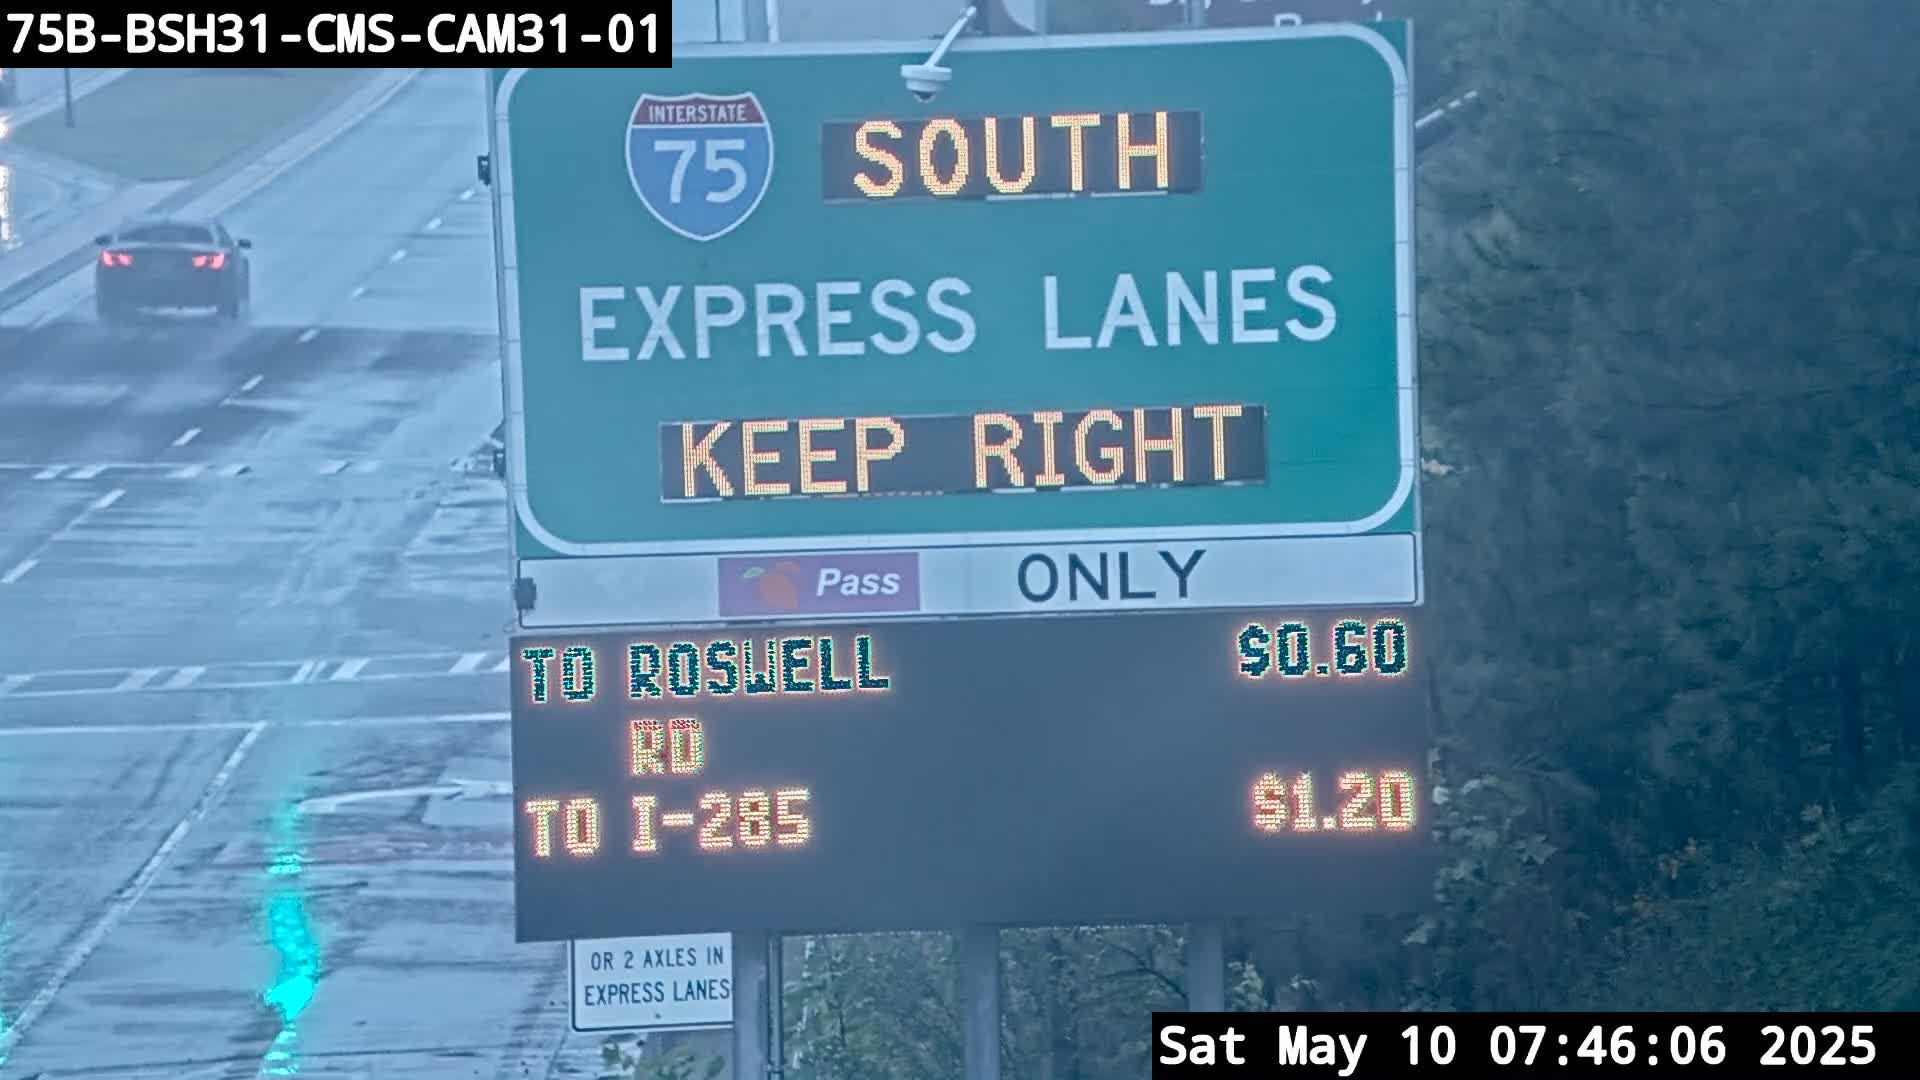 75B-BSH31-CMS-CAM31-01
INTERSTATE
75
SOUTH
EXPRESS LANES
KEEP RIGHT
Pass ONLY
TO ROSWELL $0.60
RD
TO I-285 $1.20
OR 2 AXLES IN
EXPRESS LANES
Sat May 10 07:46:06 2025